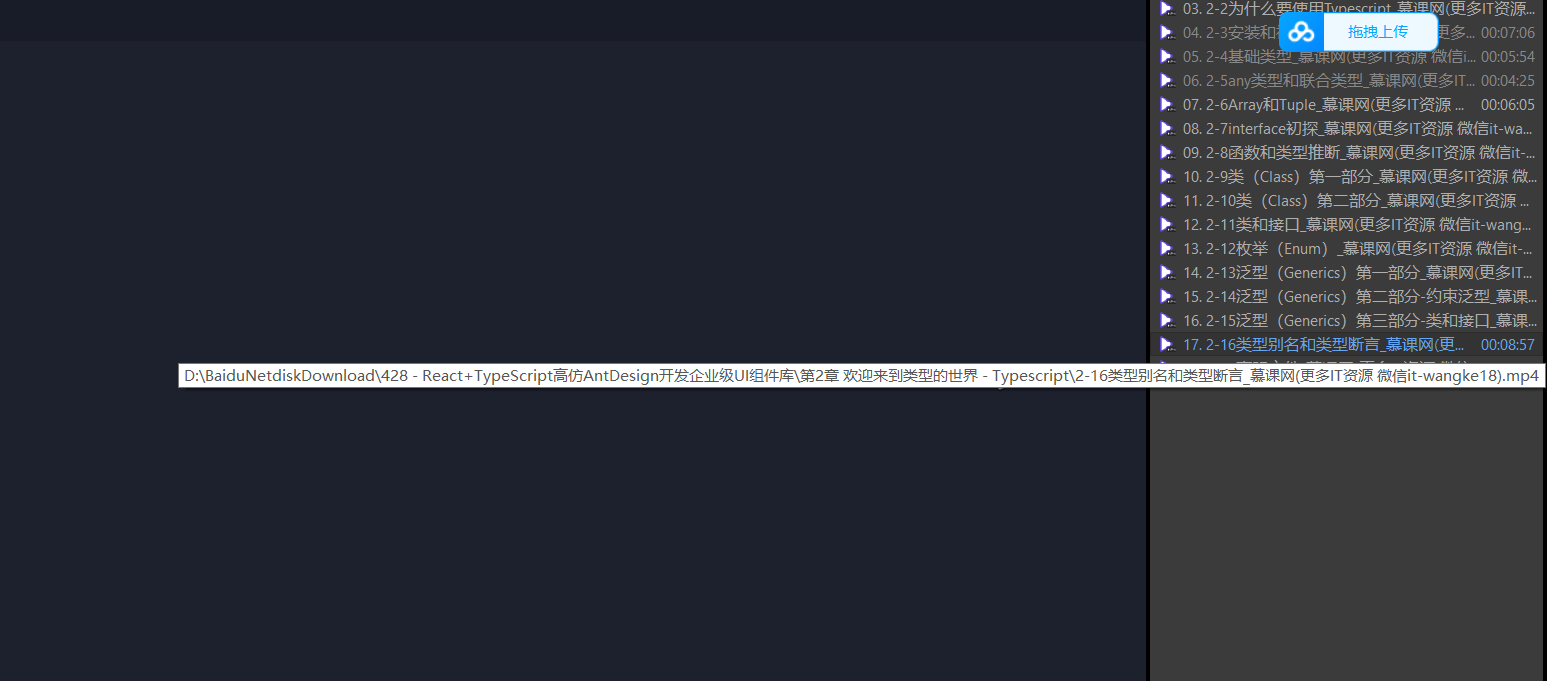 03. 2-2为什么要使用Typescript_慕课网(更多IT资源...
拖拽上传
04. 2-3安装和 更多... 00:07:06
05. 2-4基础类型_慕课网(更多IT资源 微信i... 00:05:54
06. 2-5any类型和联合类型_慕课网(更多IT... 00:04:25
07. 2-6Array和Tuple_慕课网(更多IT资源 ... 00:06:05
08. 2-7interface初探_慕课网(更多IT资源 微信it-wa...
09. 2-8函数和类型推断_慕课网(更多IT资源 微信it-...
10. 2-9类（Class）第一部分_慕课网(更多IT资源 微...
11. 2-10类（Class）第二部分_慕课网(更多IT资源 ...
12. 2-11类和接口_慕课网(更多IT资源 微信it-wang...
13. 2-12枚举（Enum）_慕课网(更多IT资源 微信it-...
14. 2-13泛型（Generics）第一部分_慕课网(更多IT...
15. 2-14泛型（Generics）第二部分-约束泛型_慕课...
16. 2-15泛型（Generics）第三部分-类和接口_慕课...
17. 2-16类型别名和类型断言_慕课网(更... 00:08:57
D:\BaiduNetdiskDownload\428 - React+TypeScript高仿AntDesign开发企业级UI组件库\第2章 欢迎来到类型的世界 - Typescript\2-16类型别名和类型断言_慕课网(更多IT资源 微信it-wangke18).mp4